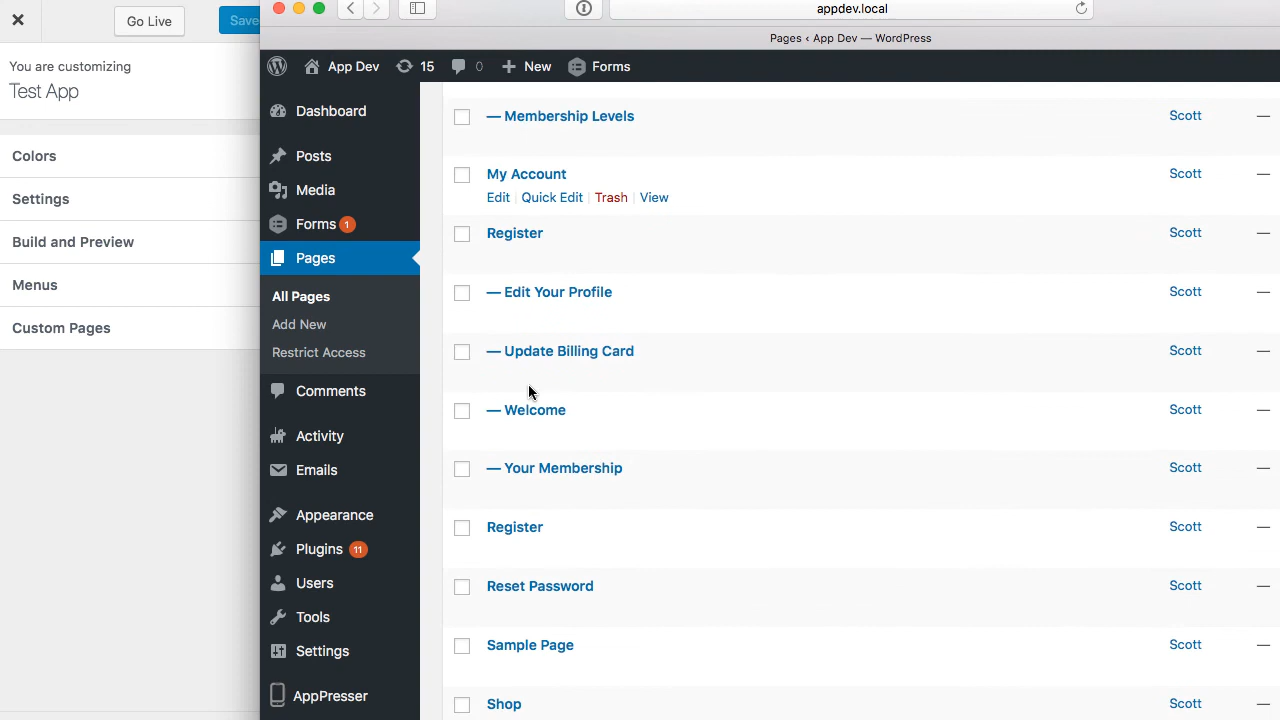 Go Live
Save
You are customizing
Test App
Colors
Settings
Build and Preview
Menus
Custom Pages
appdev.local
Pages ‹ App Dev — WordPress
App Dev 15 0 New Forms
Dashboard
Posts
Media
Forms 1
Pages
All Pages
Add New
Restrict Access
Comments
Activity
Emails
Appearance
Plugins 11
Users
Tools
Settings
AppPresser
— Membership Levels Scott —
My Account Scott —
Edit | Quick Edit | Trash | View
Register Scott —
— Edit Your Profile Scott —
— Update Billing Card Scott —
— Welcome Scott —
— Your Membership Scott —
Register Scott —
Reset Password Scott —
Sample Page Scott —
Shop Scott —